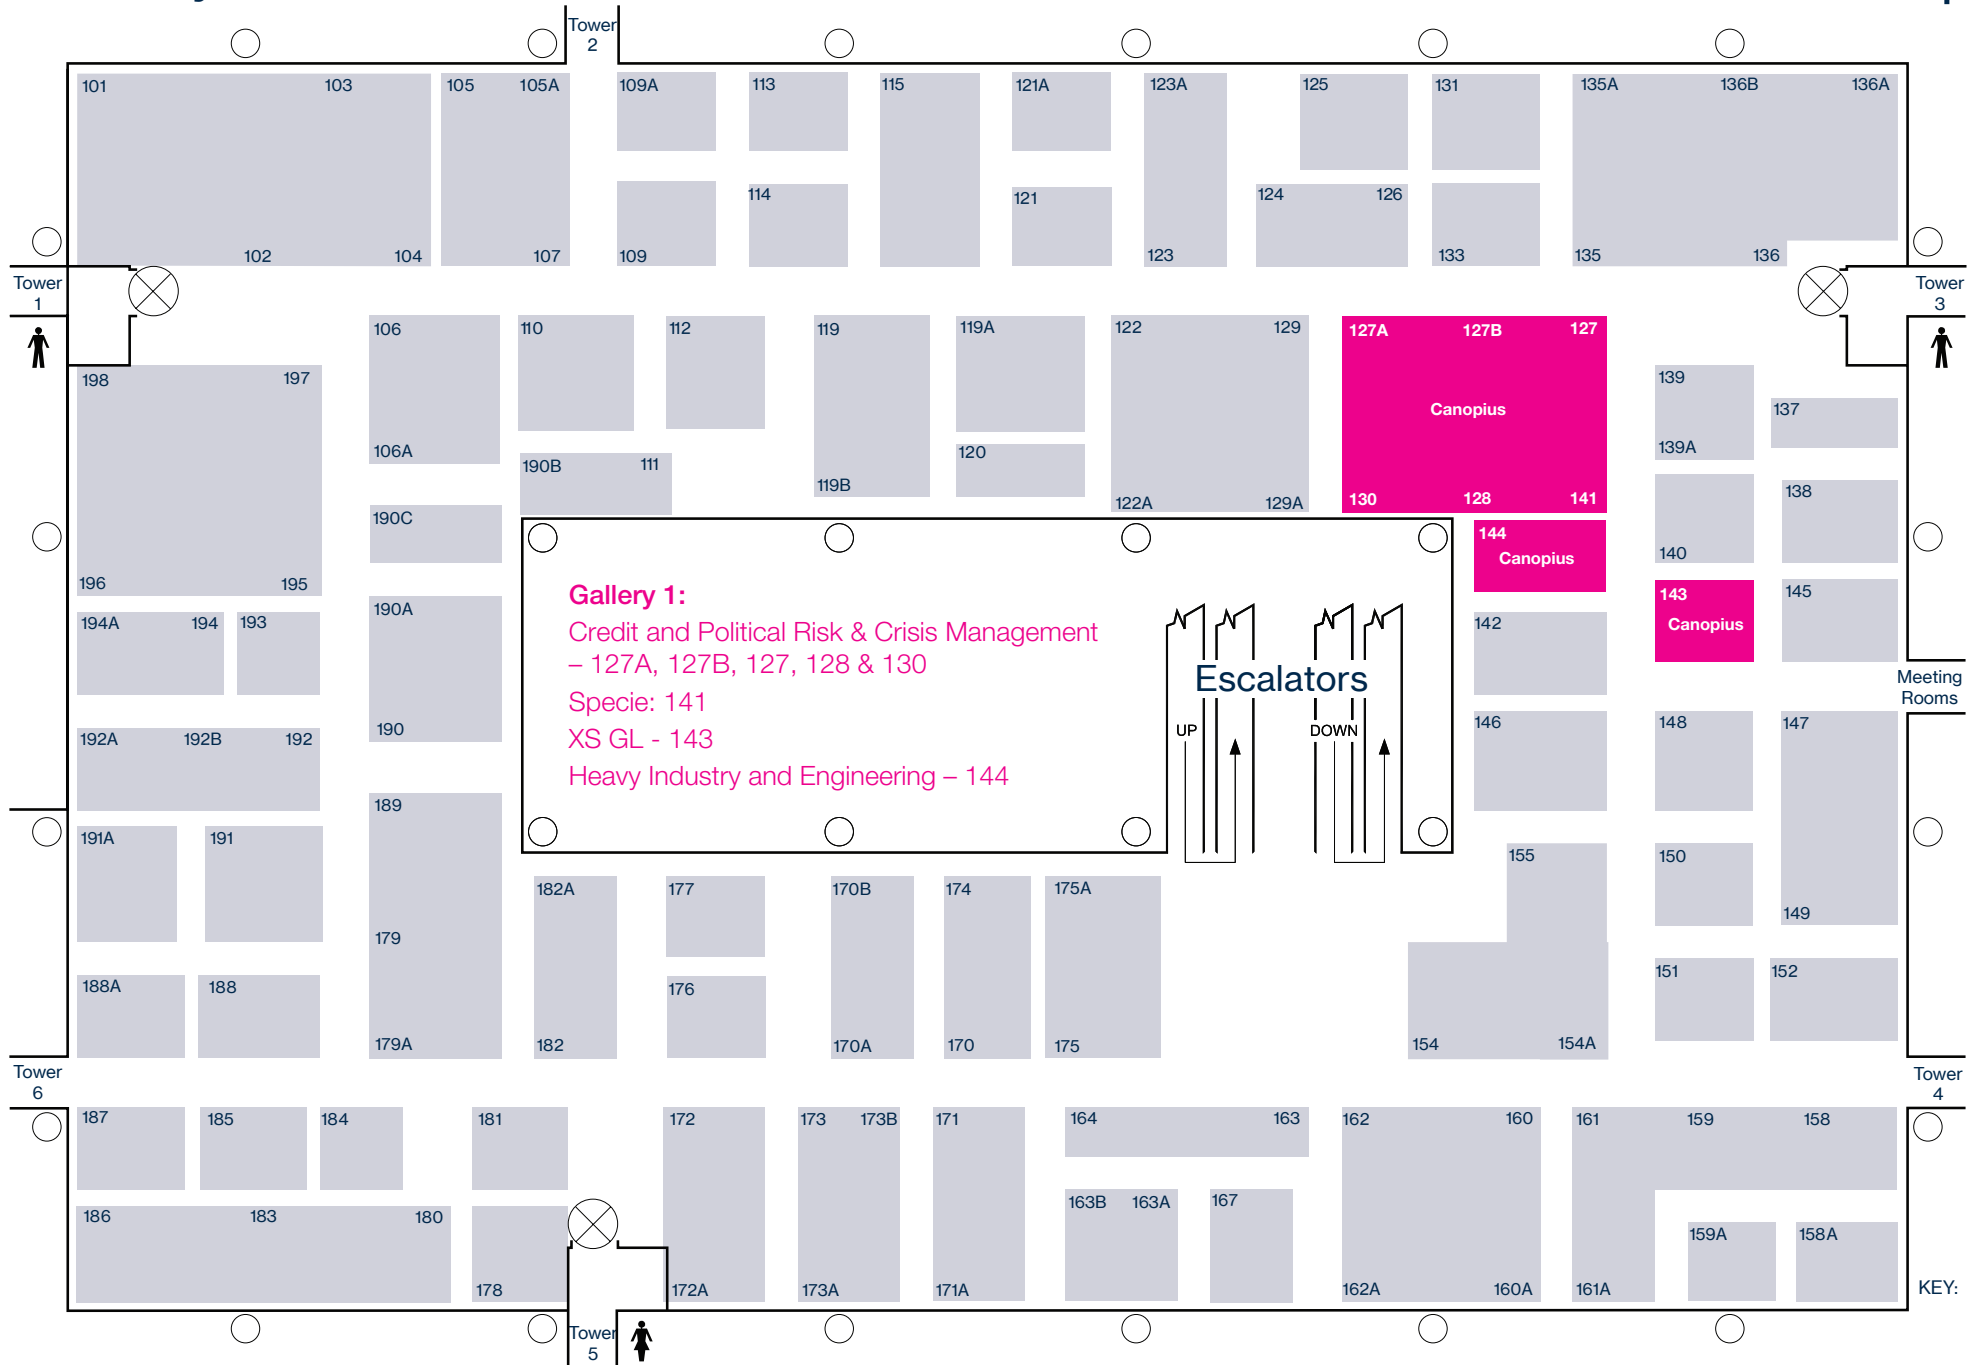 Tower
2
101
103
105
105A
109A
113
115
121A
123A
125
131
135A
136B
136A
114
121
124
126
102
104
107
109
123
133
135
136
Tower
1
Tower
3
106
110
112
119
119A
122
129
127A
127B
127
198
197
139
137
Canopius
106A
190B
111
120
139A
119B
122A
129A
130
128
141
138
190C
144
Canopius
140
196
195
194A
194
193
190A
143
Canopius
145
142
Gallery 1:
Credit and Political Risk & Crisis Management
– 127A, 127B, 127, 128 & 130
Specie: 141
XS GL - 143
Heavy Industry and Engineering – 144
Escalators
UP
DOWN
Meeting
Rooms
192A
192B
192
190
146
148
147
189
191A
191
155
150
182A
177
170B
174
175A
149
179
188A
188
176
151
152
179A
182
170A
170
175
154
154A
Tower
6
Tower
4
187
185
184
181
172
173
173B
171
164
163
162
160
161
159
158
186
183
180
163B
163A
167
159A
158A
178
172A
173A
171A
162A
160A
161A
KEY:
Tower
5